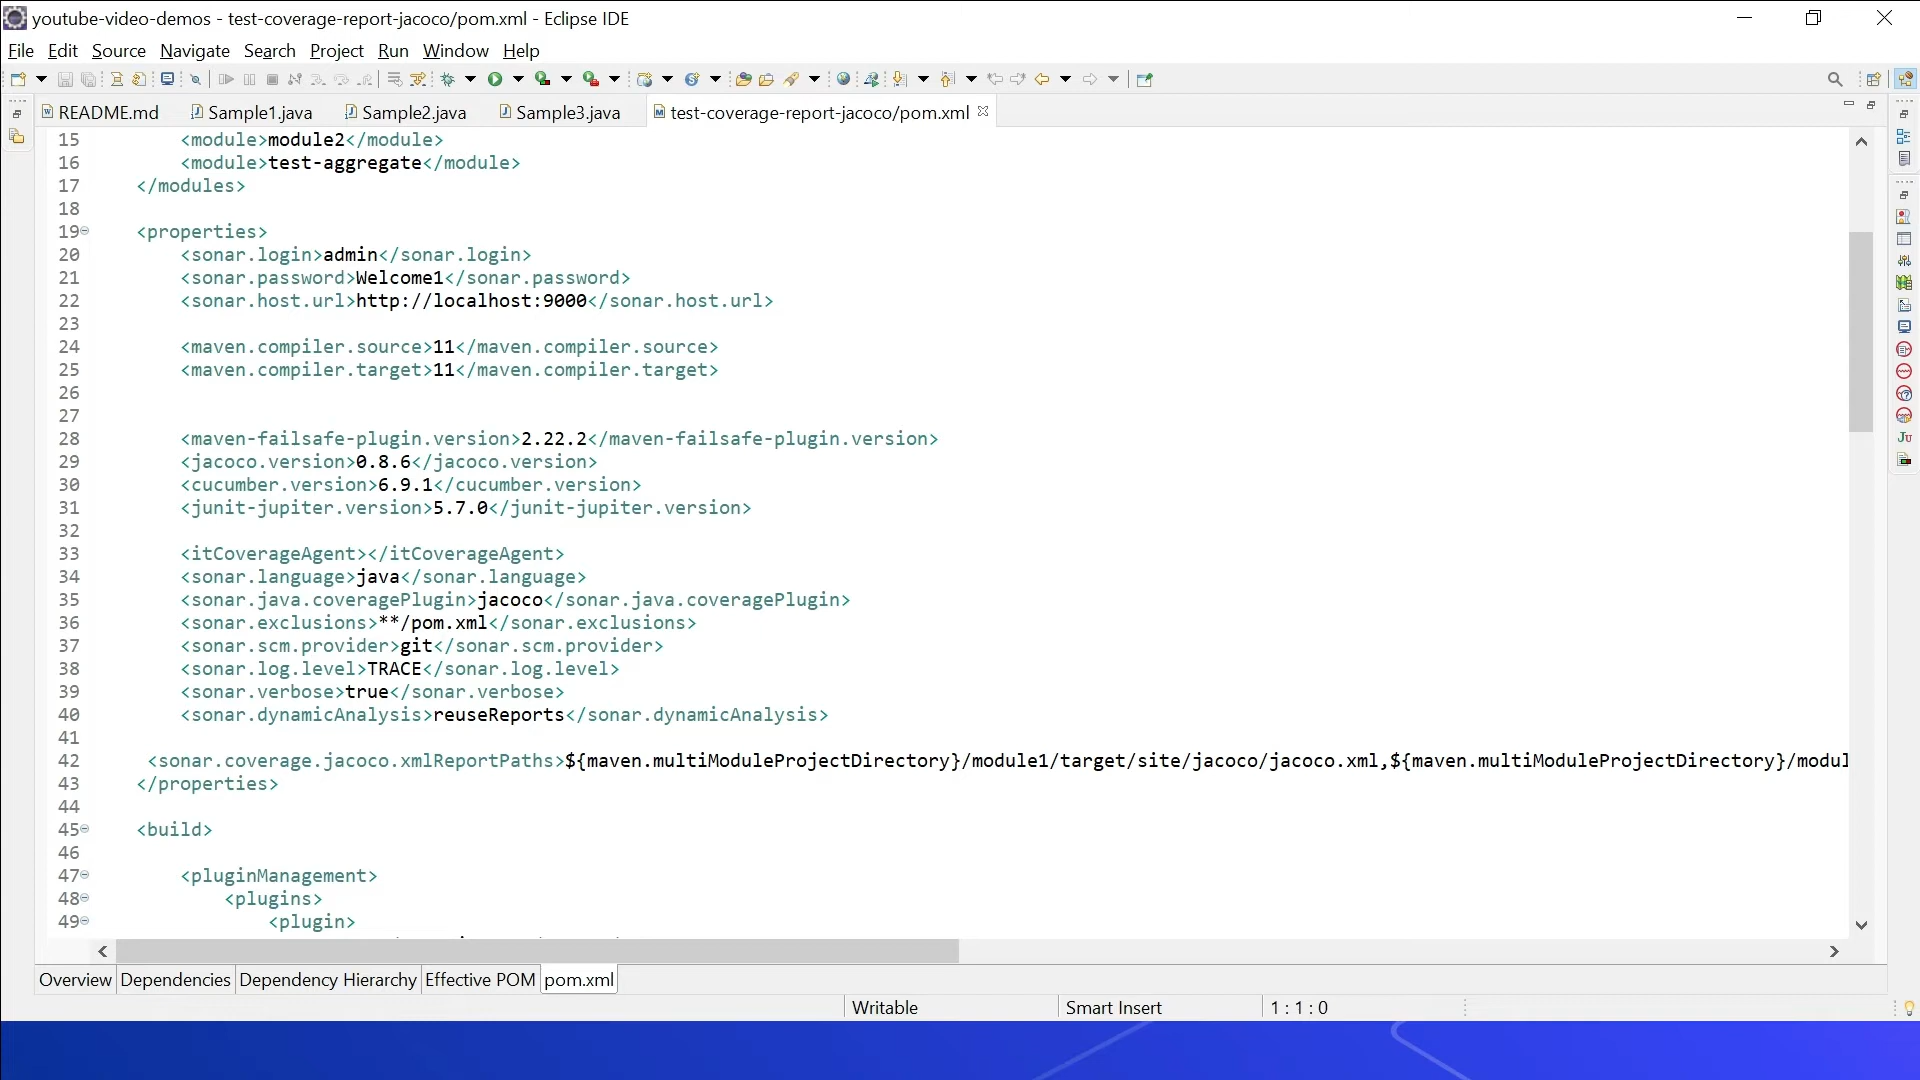 youtube-video-demos - test-coverage-report-jacoco/pom.xml - Eclipse IDE
File Edit Source Navigate Search Project Run Window Help
README.md Sample1.java Sample2.java Sample3.java test-coverage-report-jacoco/pom.xml
15 <module>module2</module>
16 <module>test-aggregate</module>
17 </modules>
18
19 <properties>
20 <sonar.login>admin</sonar.login>
21 <sonar.password>Welcome1</sonar.password>
22 <sonar.host.url>http://localhost:9000</sonar.host.url>
23
24 <maven.compiler.source>11</maven.compiler.source>
25 <maven.compiler.target>11</maven.compiler.target>
26
27
28 <maven-failsafe-plugin.version>2.22.2</maven-failsafe-plugin.version>
29 <jacoco.version>0.8.6</jacoco.version>
30 <cucumber.version>6.9.1</cucumber.version>
31 <junit-jupiter.version>5.7.0</junit-jupiter.version>
32
33 <itCoverageAgent></itCoverageAgent>
34 <sonar.language>java</sonar.language>
35 <sonar.java.coveragePlugin>jacoco</sonar.java.coveragePlugin>
36 <sonar.exclusions>**/pom.xml</sonar.exclusions>
37 <sonar.scm.provider>git</sonar.scm.provider>
38 <sonar.log.level>TRACE</sonar.log.level>
39 <sonar.verbose>true</sonar.verbose>
40 <sonar.dynamicAnalysis>reuseReports</sonar.dynamicAnalysis>
41
42 <sonar.coverage.jacoco.xmlReportPaths>${maven.multiModuleProjectDirectory}/module1/target/site/jacoco/jacoco.xml,${maven.multiModuleProjectDirectory}/modul
43 </properties>
44
45 <build>
46
47 <pluginManagement>
48 <plugins>
49 <plugin>
Overview Dependencies Dependency Hierarchy Effective POM pom.xml
Writable Smart Insert 1 : 1 : 0